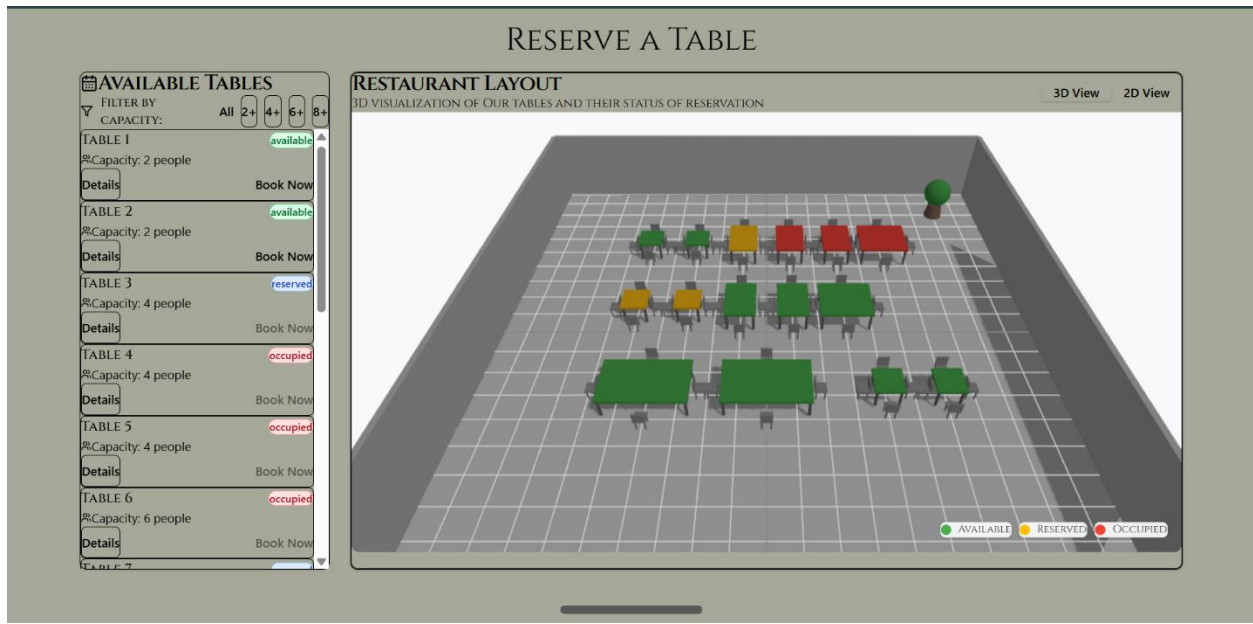 Reserve a Table
Available Tables
Filter by
capacity:
All 2+ 4+ 6+ 8+
Table 1 available
Capacity: 2 people
Details Book Now
Table 2 available
Capacity: 2 people
Details Book Now
Table 3 reserved
Capacity: 4 people
Details Book Now
Table 4 occupied
Capacity: 4 people
Details Book Now
Table 5 occupied
Capacity: 4 people
Details Book Now
Table 6 occupied
Capacity: 6 people
Details Book Now
Table 7
Restaurant Layout
3D visualization of Our tables and their status of reservation
3D View 2D View
Available Reserved Occupied